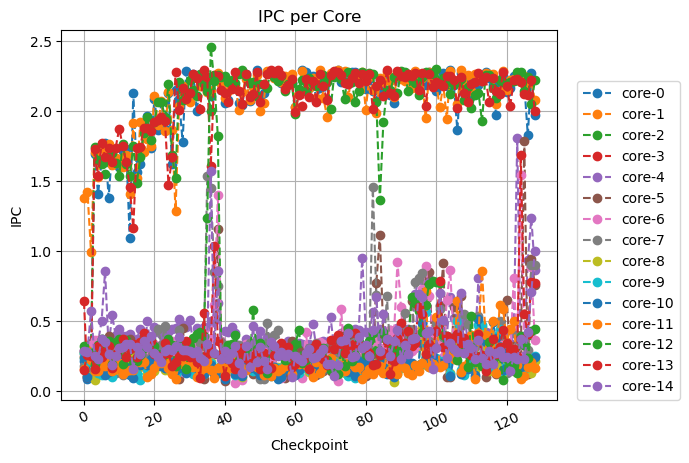 IPC per Core
IPC
2.5
2.0
1.5
1.0
0.5
0.0
0
20
40
60
80
100
120
Checkpoint
core-0
core-1
core-2
core-3
core-4
core-5
core-6
core-7
core-8
core-9
core-10
core-11
core-12
core-13
core-14